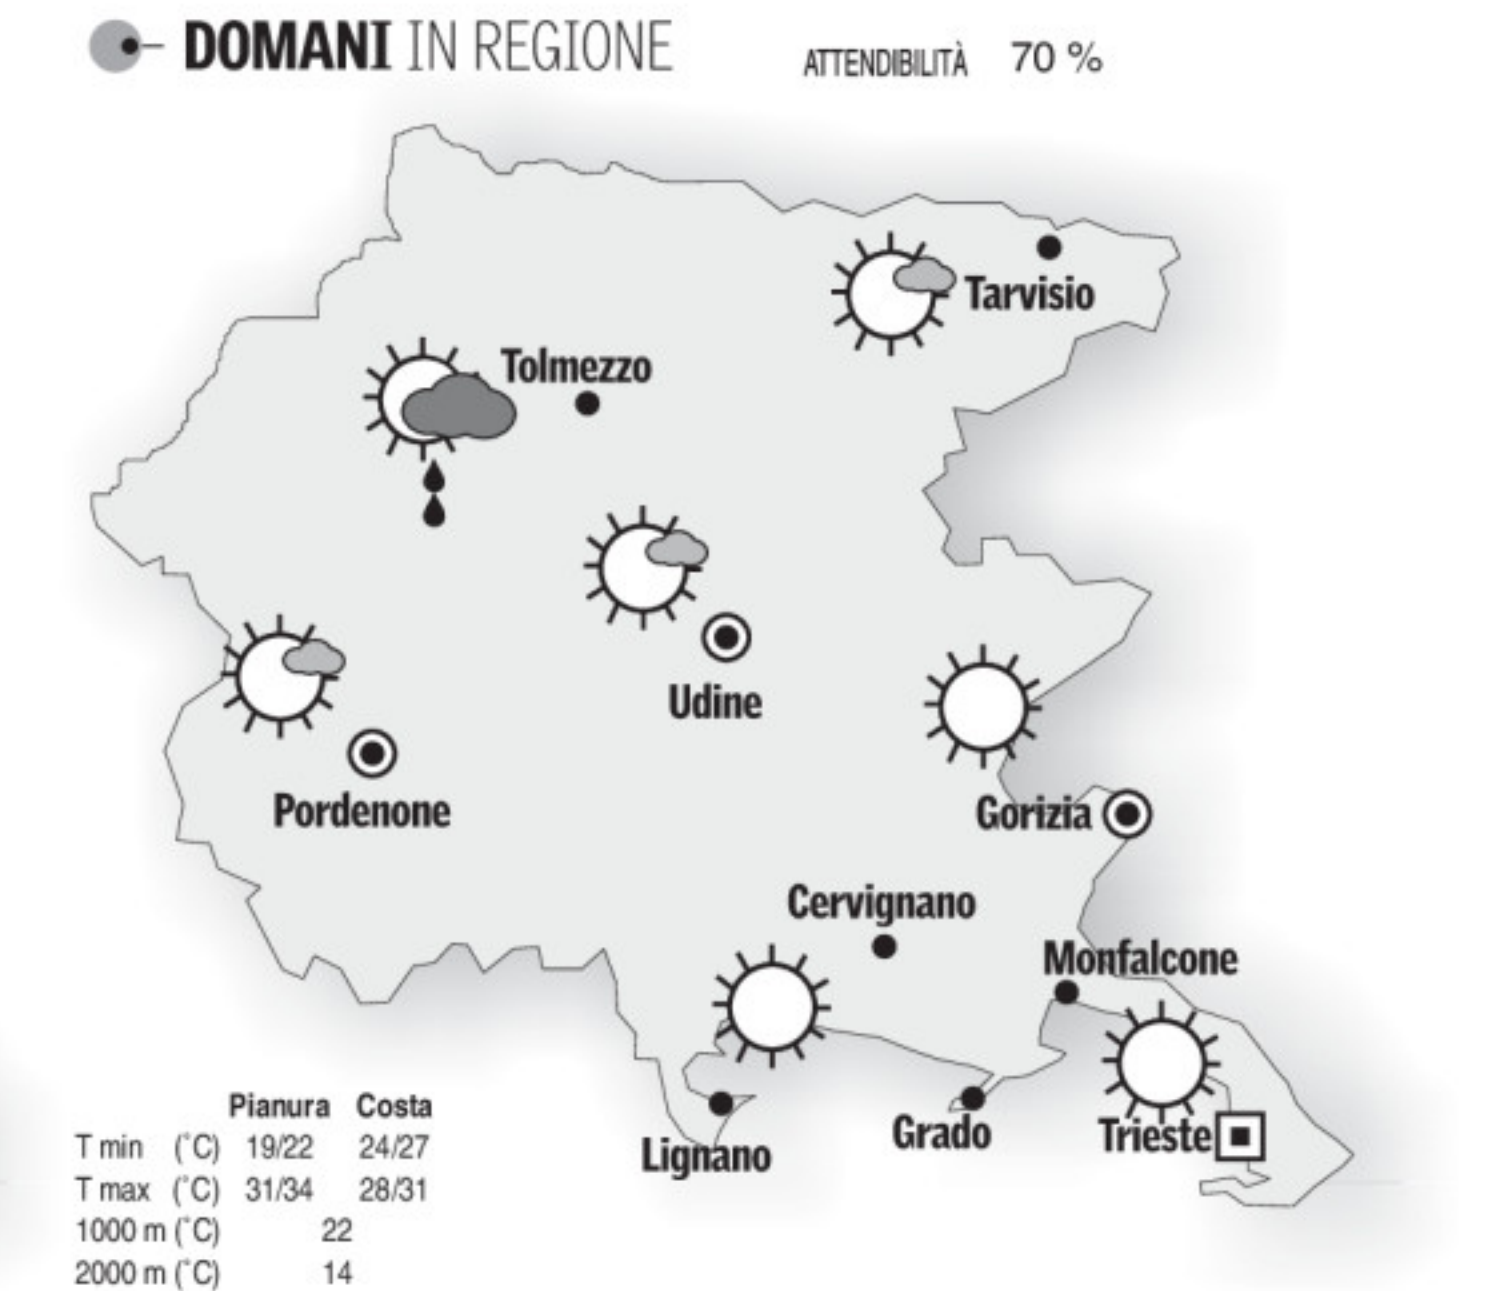 DOMANI IN REGIONE
ATTENDIBILITÀ 70 %
Tarvisio
Tolmezzo
Udine
Pordenone
Gorizia
Cervignano
Monfalcone
Grado
Trieste
Lignano
Pianura Costa
T min (°C) 19/22 24/27
T max (°C) 31/34 28/31
1000 m (°C) 22
2000 m (°C) 14